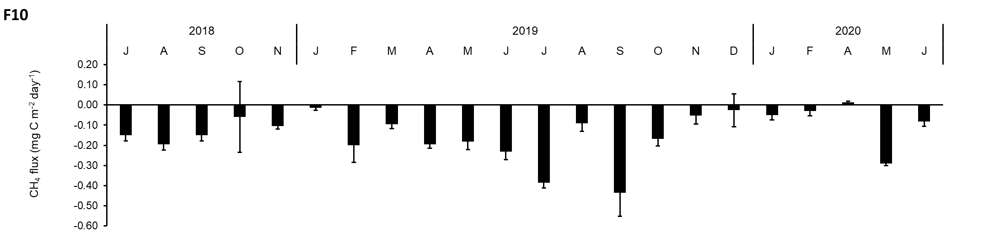 F10
2018 2019 2020
J A S O N J F M A M J J A S O N D J F A M J
0.20
0.10
0.00
-0.10
-0.20
-0.30
-0.40
-0.50
-0.60
CH₄ flux (mg C m⁻² day⁻¹)